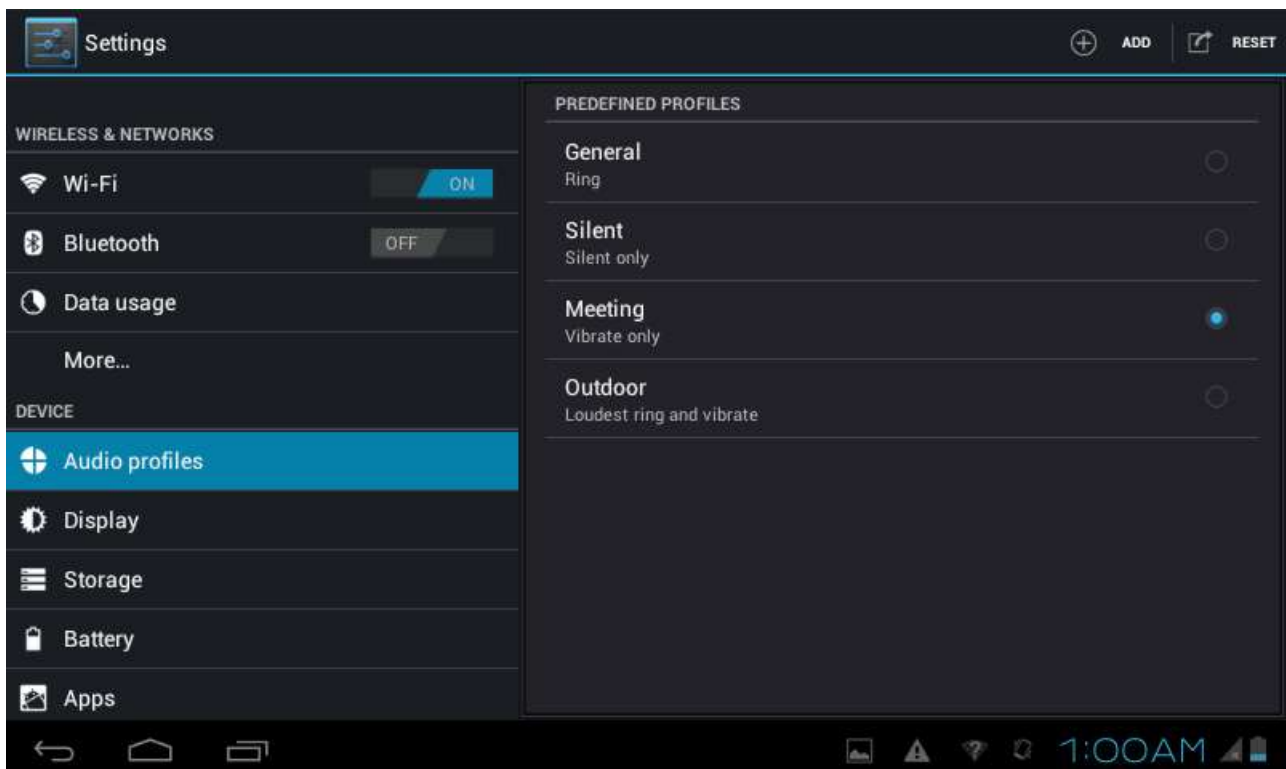 Settings
ADD
RESET
WIRELESS & NETWORKS
Wi-Fi
ON
Bluetooth
OFF
Data usage
More...
DEVICE
Audio profiles
Display
Storage
Battery
Apps
PREDEFINED PROFILES
General
Ring
Silent
Silent only
Meeting
Vibrate only
Outdoor
Loudest ring and vibrate
1:00AM